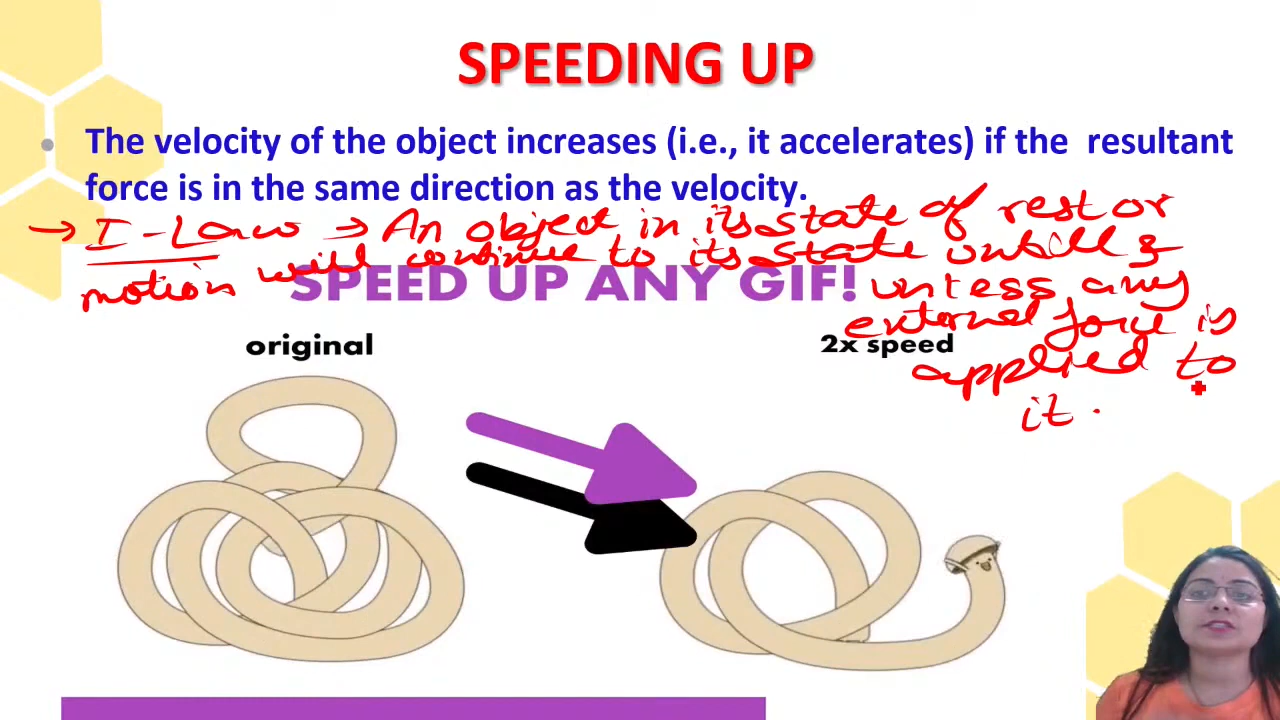 SPEEDING UP
• The velocity of the object increases (i.e., it accelerates) if the resultant
force is in the same direction as the velocity.
→ I - Law → An object in its state of rest or
motion will continue to its state untill &
unless any
SPEED UP ANY GIF!
external force is
original
2x speed
applied to
it.